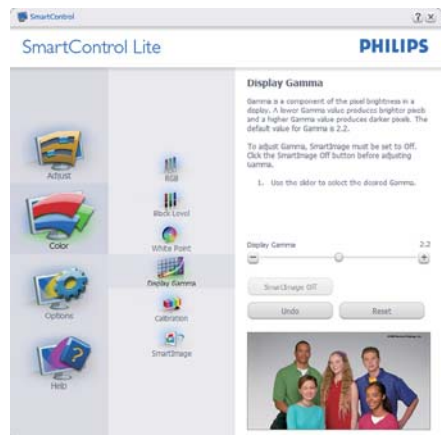 SmartControl
SmartControl Lite
PHILIPS
Adjust
Color
Options
Help
RGB
Black Level
White Point
Display Gamma
Calibration
SmartImage
Display Gamma
Gamma is a component of the pixel brightness in a
display. A lower Gamma value produces brighter pixels
and a higher Gamma value produces darker pixels. The
default value for Gamma is 2.2.
To adjust Gamma, SmartImage must be set to Off.
Click the SmartImage Off button before adjusting
Gamma.
1. Use the slider to select the desired Gamma.
Display Gamma 2.2
SmartImage Off
Undo
Reset